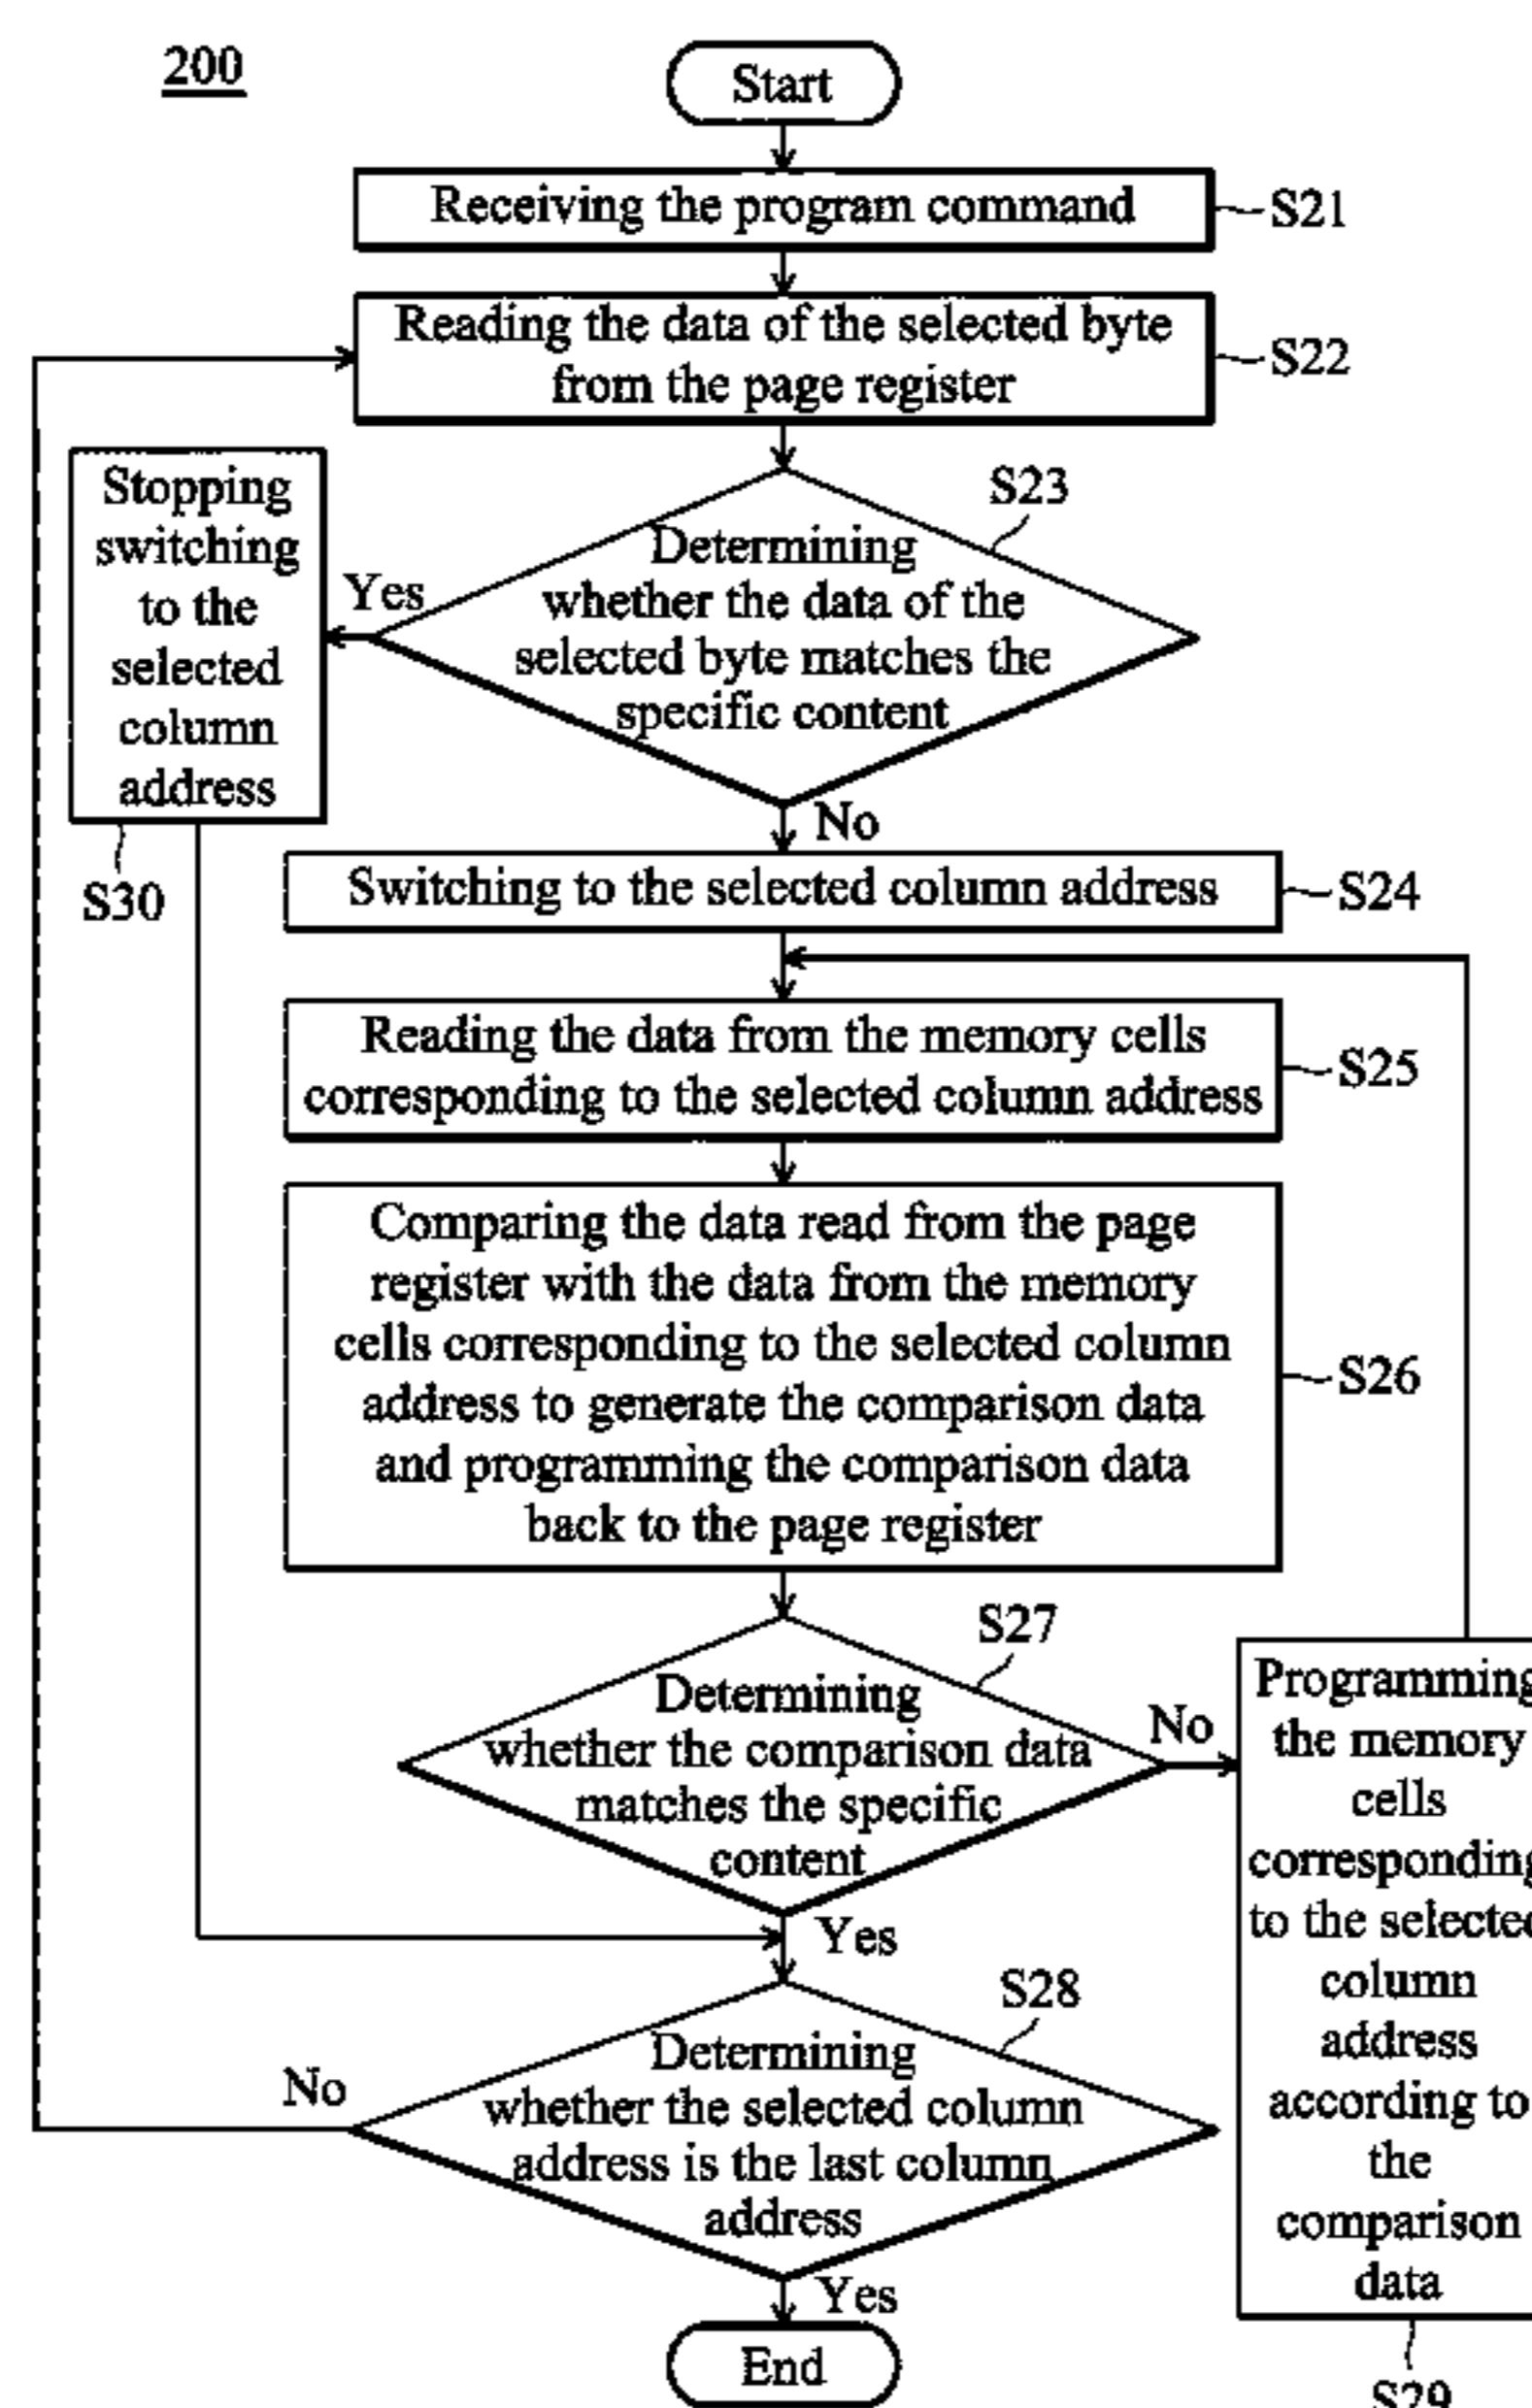 200
Start
Receiving the program command
S21
Reading the data of the selected byte
from the page register
S22
Stopping
switching
to the
selected
column
address
S30
Yes
S23
Determining
whether the data of the
selected byte matches the
specific content
No
Switching to the selected column address
S24
Reading the data from the memory cells
corresponding to the selected column address
S25
Comparing the data read from the page
register with the data from the memory
cells corresponding to the selected column
address to generate the comparison data
and programming the comparison data
back to the page register
S26
S27
Determining
whether the comparison data
matches the specific
content
No
Yes
Programming
the memory
cells
corresponding
to the selected
column
address
according to
the
comparison
data
S29
S28
Determining
whether the selected column
address is the last column
address
No
Yes
End